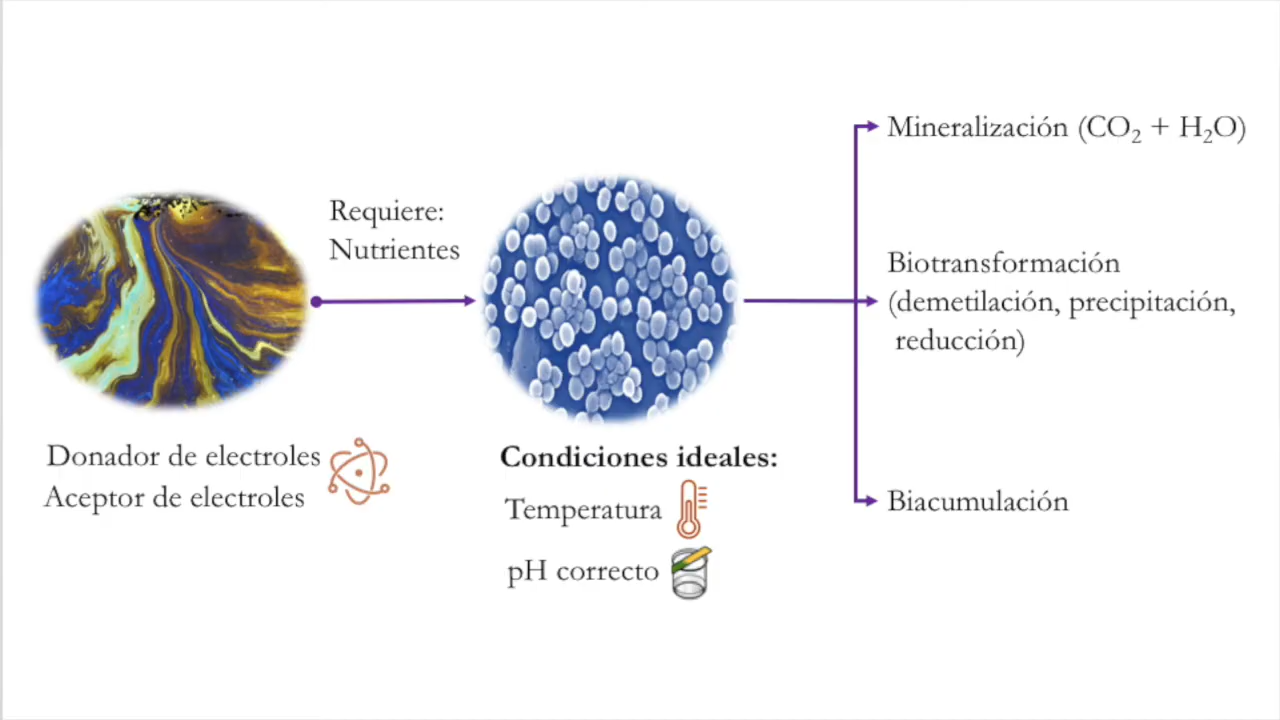 Donador de electroles
Aceptor de electroles
Requiere:
Nutrientes
Condiciones ideales:
Temperatura
pH correcto
Mineralización (CO₂ + H₂O)
Biotransformación
(demetilación, precipitación,
reducción)
Biacumulación